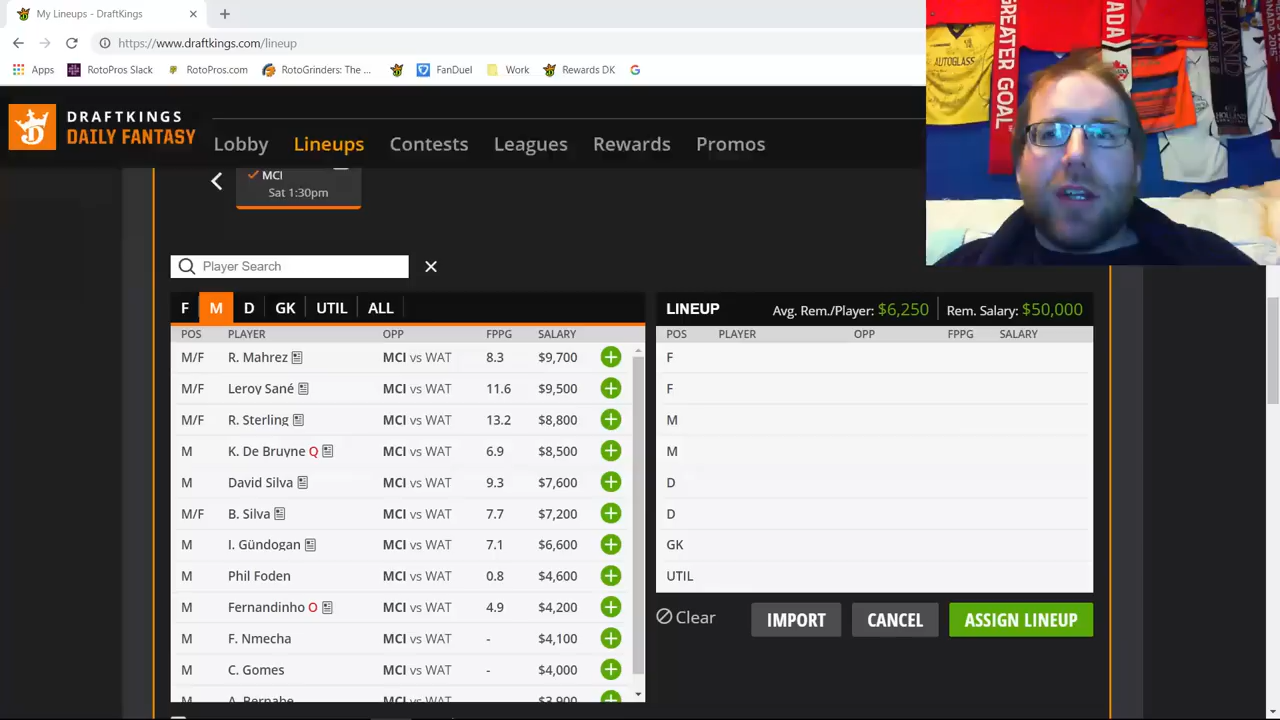 My Lineups - DraftKings
https://www.draftkings.com/lineup
Apps RotoPros Slack RotoPros.com RotoGrinders: The ... FanDuel Work Rewards DK
DRAFTKINGS
DAILY FANTASY
Lobby Lineups Contests Leagues Rewards Promos
MCI
Sat 1:30pm
Player Search
F M D GK UTIL ALL
POS PLAYER OPP FPPG SALARY
M/F R. Mahrez MCI vs WAT 8.3 $9,700
M/F Leroy Sané MCI vs WAT 11.6 $9,500
M/F R. Sterling MCI vs WAT 13.2 $8,800
M K. De Bruyne Q MCI vs WAT 6.9 $8,500
M David Silva MCI vs WAT 9.3 $7,600
M/F B. Silva MCI vs WAT 7.7 $7,200
M I. Gündogan MCI vs WAT 7.1 $6,600
M Phil Foden MCI vs WAT 0.8 $4,600
M Fernandinho O MCI vs WAT 4.9 $4,200
M F. Nmecha MCI vs WAT - $4,100
M C. Gomes MCI vs WAT - $4,000
LINEUP Avg. Rem./Player: $6,250 Rem. Salary: $50,000
POS PLAYER OPP FPPG SALARY
F
F
M
M
D
D
GK
UTIL
Clear IMPORT CANCEL ASSIGN LINEUP
GREATER GOAL
AUTOGLASS